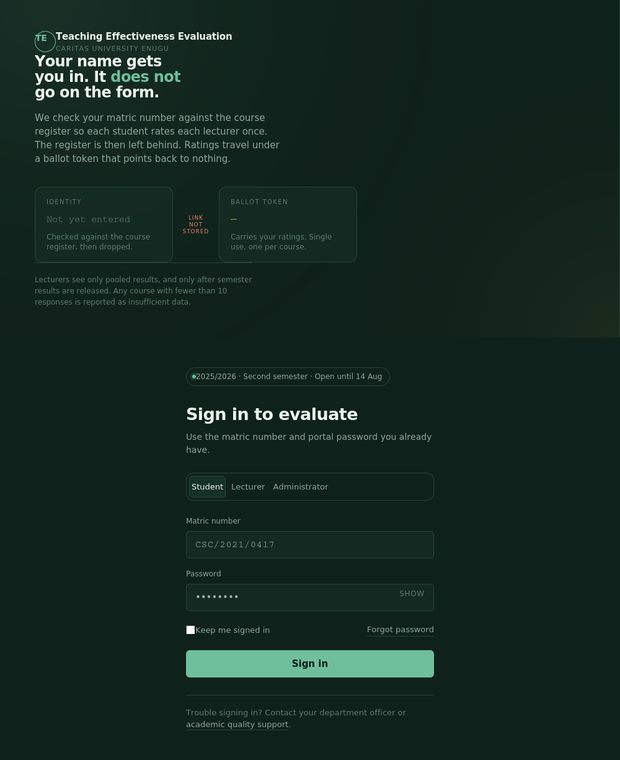 TE
Teaching Effectiveness Evaluation
CARITAS UNIVERSITY ENUGU
Your name gets
you in. It does not
go on the form.
We check your matric number against the course
register so each student rates each lecturer once.
The register is then left behind. Ratings travel under
a ballot token that points back to nothing.
IDENTITY
Not yet entered
Checked against the course
register, then dropped.
LINK
NOT
STORED
BALLOT TOKEN
—
Carries your ratings. Single
use, one per course.
Lecturers see only pooled results, and only after semester
results are released. Any course with fewer than 10
responses is reported as insufficient data.
2025/2026 · Second semester · Open until 14 Aug
Sign in to evaluate
Use the matric number and portal password you already
have.
Student Lecturer Administrator
Matric number
CSC/2021/0417
Password
•••••••• SHOW
Keep me signed in Forgot password
Sign in
Trouble signing in? Contact your department officer or
academic quality support.